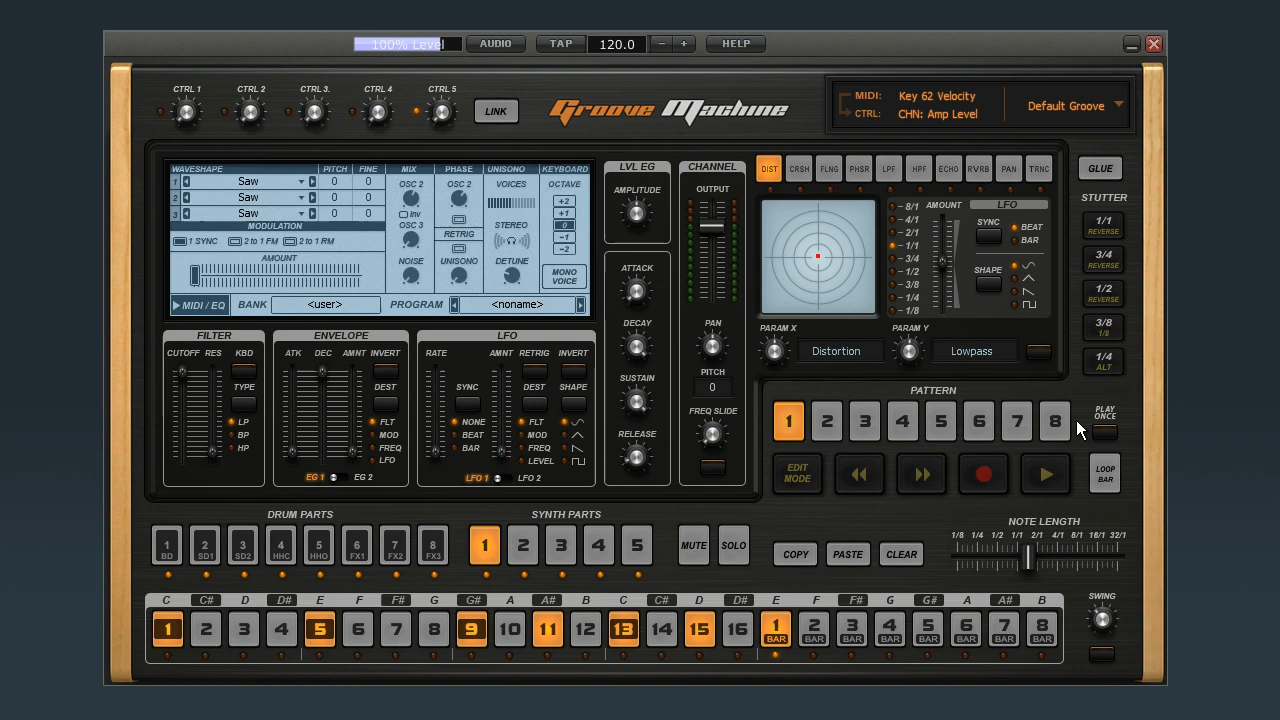 100% Level AUDIO TAP 120.0 − + HELP
CTRL 1 CTRL 2 CTRL 3. CTRL 4 CTRL 5 LINK Groove Machine
MIDI: Key 62 Velocity
CTRL: CHN: Amp Level
Default Groove
WAVESHAPE PITCH FINE MIX PHASE UNISONO KEYBOARD
1 Saw 0 0
2 Saw 0 0
3 Saw 0 0
MODULATION
1 SYNC 2 to 1 FM 2 to 1 RM
AMOUNT
OSC 2
Inv
OSC 3
NOISE
OSC 2
RETRIG
UNISONO
VOICES
STEREO
DETUNE
OCTAVE
+2
+1
0
−1
−2
MONO
VOICE
MIDI / EQ BANK <user> PROGRAM <noname>
LVL EG
AMPLITUDE
ATTACK
DECAY
SUSTAIN
RELEASE
CHANNEL
OUTPUT
PAN
PITCH
0
FREQ SLIDE
DIST CRSH FLNG PHSR LPF HPF ECHO RVRB PAN TRNC
8/1
4/1
2/1
1/1
3/4
1/2
3/8
1/4
1/8
AMOUNT
LFO
SYNC BEAT
BAR
SHAPE
PARAM X PARAM Y
Distortion Lowpass
GLUE
STUTTER
1/1
REVERSE
3/4
REVERSE
1/2
REVERSE
3/8
1/8
1/4
ALT
FILTER
CUTOFF RES KBD
TYPE
LP
BP
HP
ENVELOPE
ATK DEC AMNT INVERT
DEST
FLT
MOD
FREQ
LFO
EG 1 EG 2
LFO
RATE AMNT RETRIG INVERT
SYNC DEST SHAPE
NONE FLT
BEAT MOD
BAR FREQ
LEVEL
LFO 1 LFO 2
PATTERN
1 2 3 4 5 6 7 8
PLAY
ONCE
EDIT
MODE
LOOP
BAR
DRUM PARTS SYNTH PARTS
1 2 3 4 5 6 7 8
BD SD1 SD2 HHC HHO FX1 FX2 FX3
1 2 3 4 5
MUTE SOLO COPY PASTE CLEAR
NOTE LENGTH
1/8 1/4 1/2 1/1 2/1 4/1 8/1 16/1 32/1
C C# D D# E F F# G G# A A# B C C# D D# E F F# G G# A A# B
1 2 3 4 5 6 7 8 9 10 11 12 13 14 15 16 1 2 3 4 5 6 7 8
BAR BAR BAR BAR BAR BAR BAR BAR
SWING